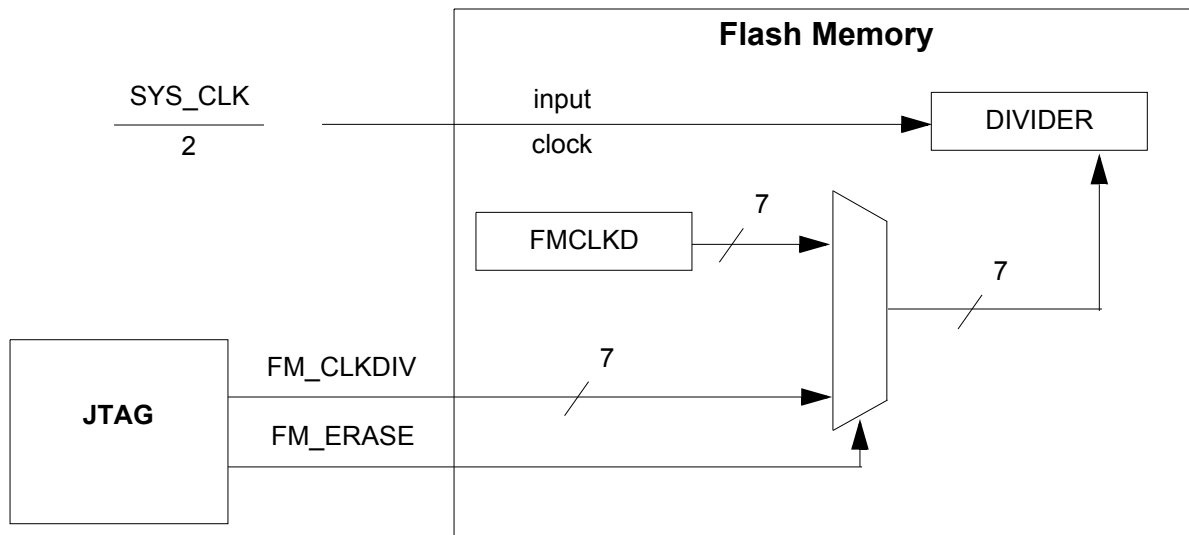 Flash Memory
SYS_CLK
2
input
clock
DIVIDER
FMCLKD
7
7
JTAG
FM_CLKDIV
7
FM_ERASE